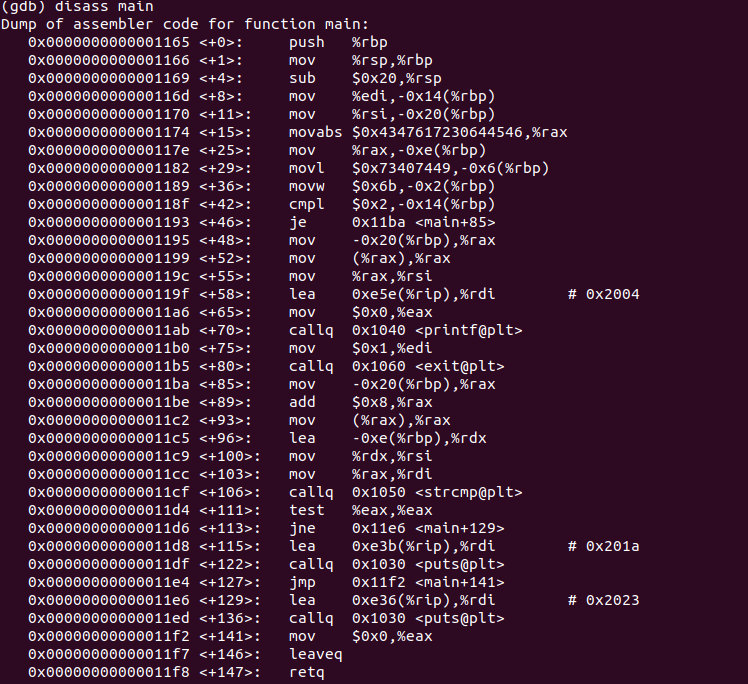 (gdb) disass main
Dump of assembler code for function main:
   0x0000000000001165 <+0>:     push   %rbp
   0x0000000000001166 <+1>:     mov    %rsp,%rbp
   0x0000000000001169 <+4>:     sub    $0x20,%rsp
   0x000000000000116d <+8>:     mov    %edi,-0x14(%rbp)
   0x0000000000001170 <+11>:    mov    %rsi,-0x20(%rbp)
   0x0000000000001174 <+15>:    movabs $0x4347617230644546,%rax
   0x000000000000117e <+25>:    mov    %rax,-0xe(%rbp)
   0x0000000000001182 <+29>:    movl   $0x73407449,-0x6(%rbp)
   0x0000000000001189 <+36>:    movw   $0x6b,-0x2(%rbp)
   0x000000000000118f <+42>:    cmpl   $0x2,-0x14(%rbp)
   0x0000000000001193 <+46>:    je     0x11ba <main+85>
   0x0000000000001195 <+48>:    mov    -0x20(%rbp),%rax
   0x0000000000001199 <+52>:    mov    (%rax),%rax
   0x000000000000119c <+55>:    mov    %rax,%rsi
   0x000000000000119f <+58>:    lea    0xe5e(%rip),%rdi        # 0x2004
   0x00000000000011a6 <+65>:    mov    $0x0,%eax
   0x00000000000011ab <+70>:    callq  0x1040 <printf@plt>
   0x00000000000011b0 <+75>:    mov    $0x1,%edi
   0x00000000000011b5 <+80>:    callq  0x1060 <exit@plt>
   0x00000000000011ba <+85>:    mov    -0x20(%rbp),%rax
   0x00000000000011be <+89>:    add    $0x8,%rax
   0x00000000000011c2 <+93>:    mov    (%rax),%rax
   0x00000000000011c5 <+96>:    lea    -0xe(%rbp),%rdx
   0x00000000000011c9 <+100>:   mov    %rdx,%rsi
   0x00000000000011cc <+103>:   mov    %rax,%rdi
   0x00000000000011cf <+106>:   callq  0x1050 <strcmp@plt>
   0x00000000000011d4 <+111>:   test   %eax,%eax
   0x00000000000011d6 <+113>:   jne    0x11e6 <main+129>
   0x00000000000011d8 <+115>:   lea    0xe3b(%rip),%rdi        # 0x201a
   0x00000000000011df <+122>:   callq  0x1030 <puts@plt>
   0x00000000000011e4 <+127>:   jmp    0x11f2 <main+141>
   0x00000000000011e6 <+129>:   lea    0xe36(%rip),%rdi        # 0x2023
   0x00000000000011ed <+136>:   callq  0x1030 <puts@plt>
   0x00000000000011f2 <+141>:   mov    $0x0,%eax
   0x00000000000011f7 <+146>:   leaveq
   0x00000000000011f8 <+147>:   retq